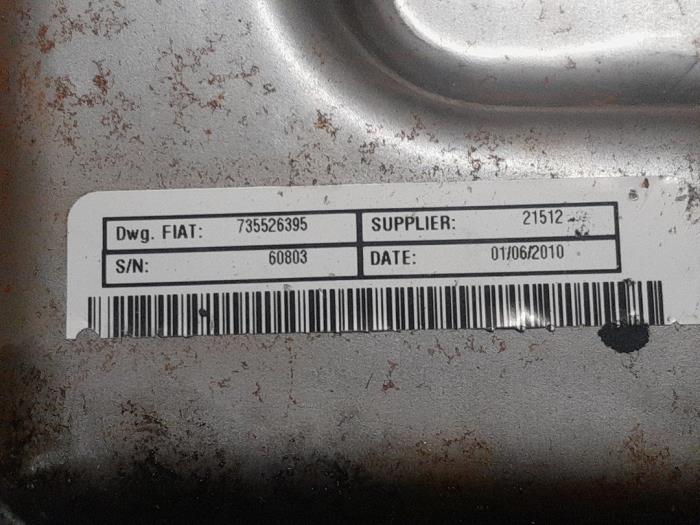 Dwg. FIAT: 735526395 SUPPLIER: 21512
S/N: 60803 DATE: 01/06/2010